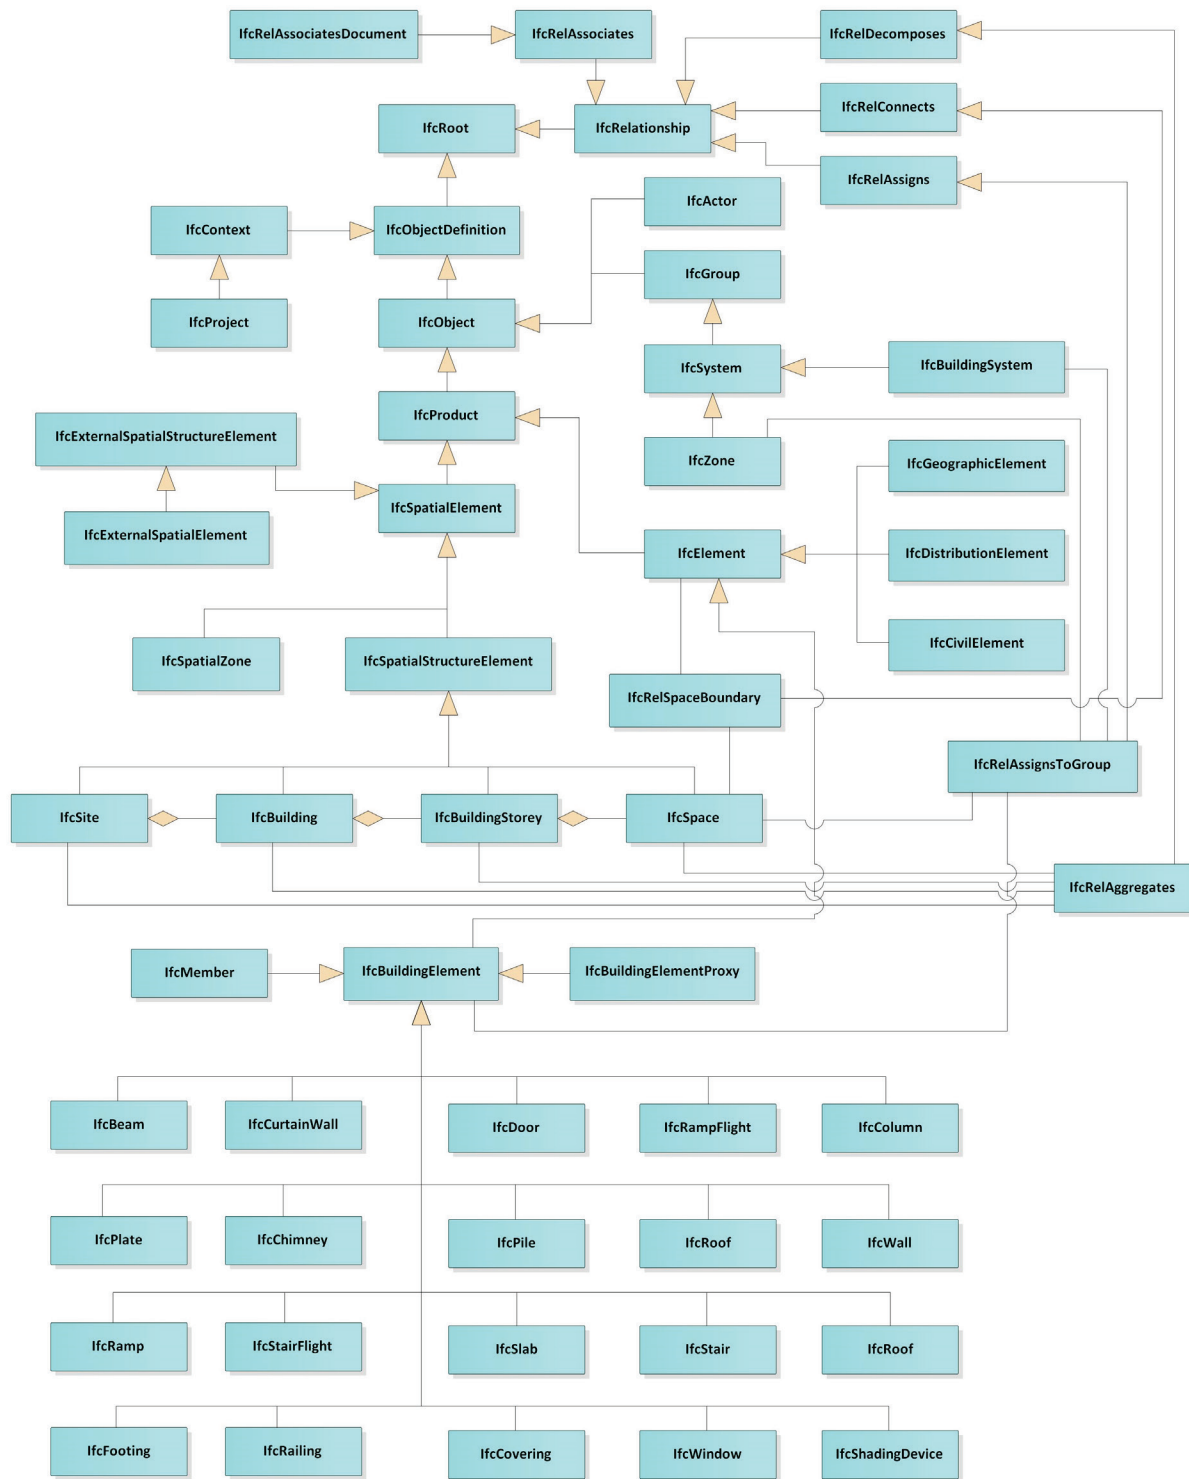 IfcRelAssociatesDocument
IfcRelAssociates
IfcRelDecomposes
IfcRelConnects
IfcRoot
IfcRelationship
IfcRelAssigns
IfcActor
IfcContext
IfcObjectDefinition
IfcGroup
IfcProject
IfcObject
IfcSystem
IfcBuildingSystem
IfcProduct
IfcExternalSpatialStructureElement
IfcZone
IfcGeographicElement
IfcSpatialElement
IfcExternalSpatialElement
IfcElement
IfcDistributionElement
IfcSpatialZone
IfcSpatialStructureElement
IfcCivilElement
IfcRelSpaceBoundary
IfcRelAssignsToGroup
IfcSite
IfcBuilding
IfcBuildingStorey
IfcSpace
IfcRelAggregates
IfcMember
IfcBuildingElement
IfcBuildingElementProxy
IfcBeam
IfcCurtainWall
IfcDoor
IfcRampFlight
IfcColumn
IfcPlate
IfcChimney
IfcPile
IfcRoof
IfcWall
IfcRamp
IfcStairFlight
IfcSlab
IfcStair
IfcRoof
IfcFooting
IfcRailing
IfcCovering
IfcWindow
IfcShadingDevice